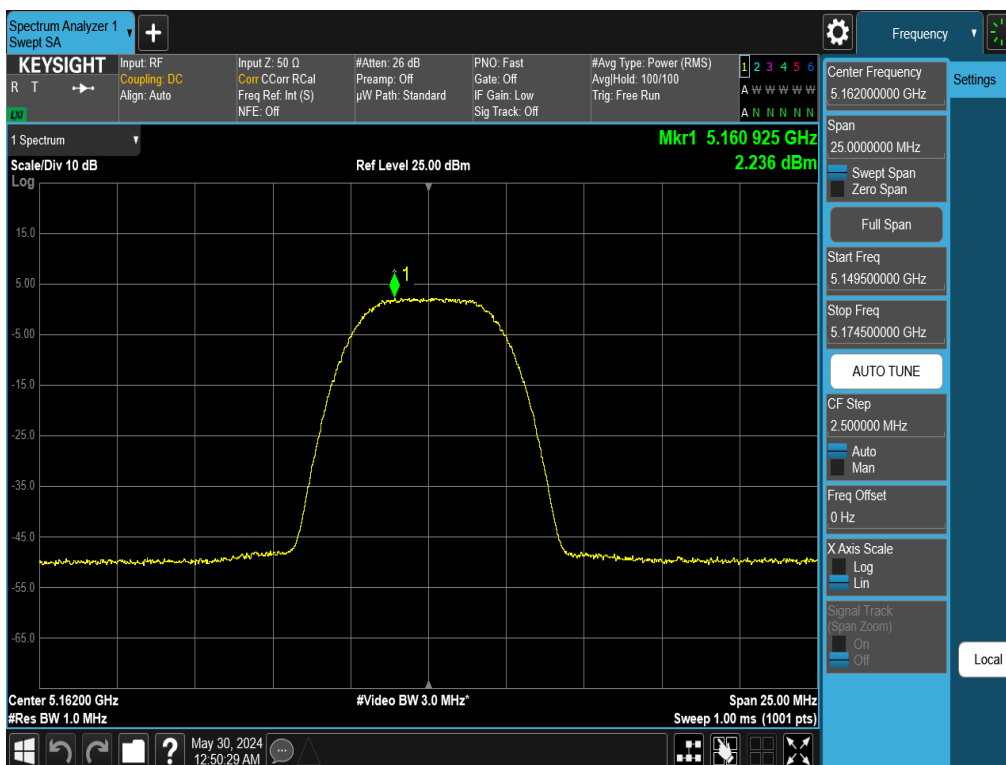 Spectrum Analyzer 1
Swept SA
+
Frequency
KEYSIGHT
R T
LXI
Input: RF
Coupling: DC
Align: Auto
Input Z: 50 Ω
Corr CCorr RCal
Freq Ref: Int (S)
NFE: Off
#Atten: 26 dB
Preamp: Off
µW Path: Standard
PNO: Fast
Gate: Off
IF Gain: Low
Sig Track: Off
#Avg Type: Power (RMS)
Avg|Hold: 100/100
Trig: Free Run
1 2 3 4 5 6
A W W W W W
A N N N N N
1 Spectrum
Scale/Div 10 dB
Ref Level 25.00 dBm
Mkr1 5.160 925 GHz
2.236 dBm
Log
15.0
5.00
-5.00
-15.0
-25.0
-35.0
-45.0
-55.0
-65.0
1
Center 5.16200 GHz
#Res BW 1.0 MHz
#Video BW 3.0 MHz*
Span 25.00 MHz
Sweep 1.00 ms (1001 pts)
Center Frequency
5.162000000 GHz
Settings
Span
25.0000000 MHz
Swept Span
Zero Span
Full Span
Start Freq
5.149500000 GHz
Stop Freq
5.174500000 GHz
AUTO TUNE
CF Step
2.500000 MHz
Auto
Man
Freq Offset
0 Hz
X Axis Scale
Log
Lin
Signal Track
(Span Zoom)
On
Off
Local
?
May 30, 2024
12:50:29 AM